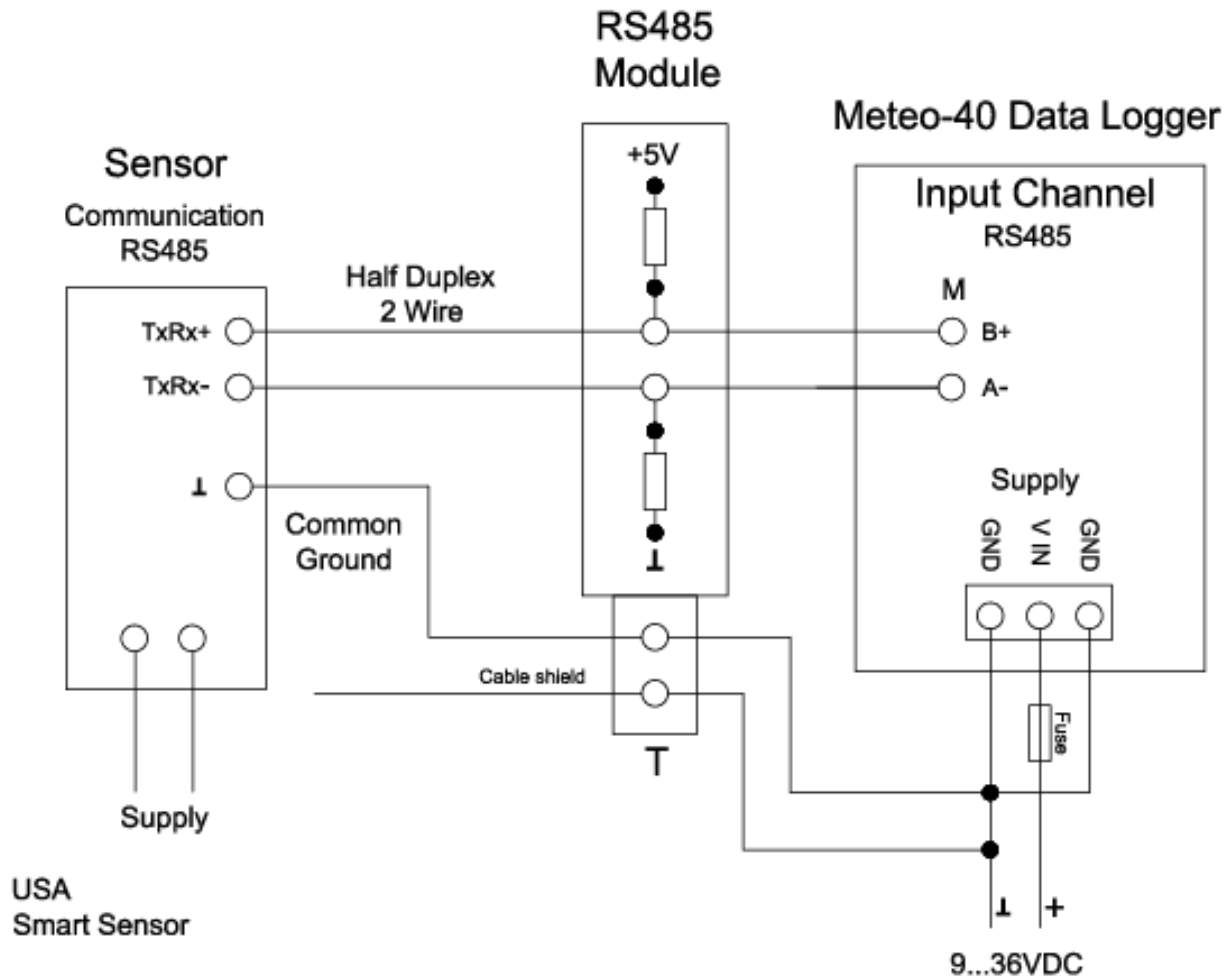 RS485
Module
Meteo-40 Data Logger
Sensor
Communication
RS485
+5V
Input Channel
RS485
Half Duplex
2 Wire
M
TxRx+
B+
TxRx-
A-
Supply
Common
Ground
GND
V IN
GND
Cable shield
Fuse
T
Supply
USA
Smart Sensor
+
9...36VDC